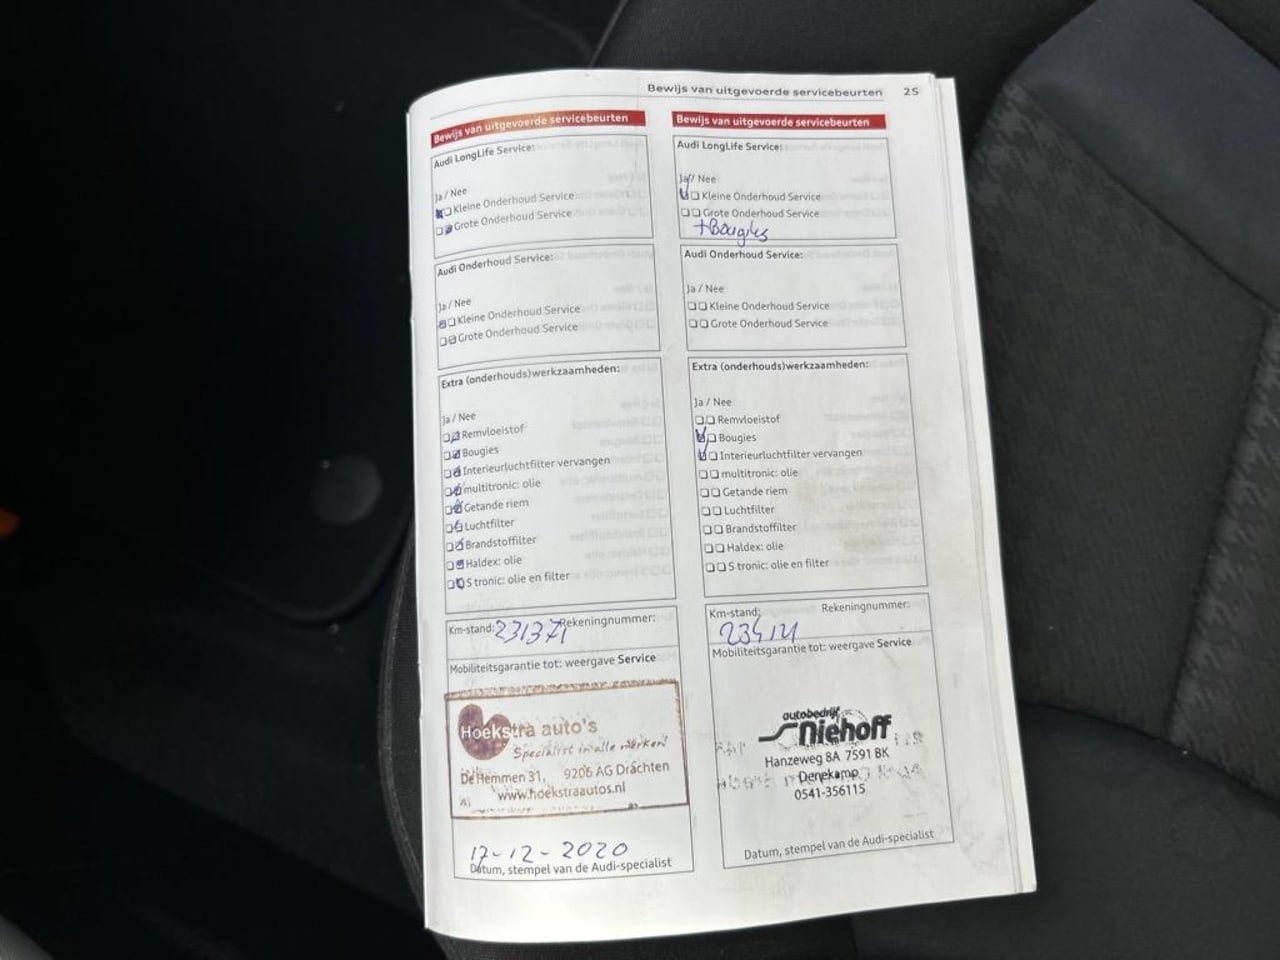 Bewijs van uitgevoerde servicebeurten 25
Bewijs van uitgevoerde servicebeurten
Audi LongLife Service:
Ja / Nee
Kleine Onderhoud Service
Grote Onderhoud Service
Audi Onderhoud Service:
Ja / Nee
Kleine Onderhoud Service
Grote Onderhoud Service
Extra (onderhouds)werkzaamheden:
Ja / Nee
Remvloeistof
Bougies
Interieurluchtfilter vervangen
multitronic: olie
Getande riem
Luchtfilter
Brandstoffilter
Haldex: olie
S tronic: olie en filter
Km-stand: 231371 Rekeningnummer:
Mobiliteitsgarantie tot: weergave Service
Hoekstra auto's
Specialist in alle merken!
De Hemmen 31, 9206 AG Drachten
www.hoekstraautos.nl
17-12-2020
Datum, stempel van de Audi-specialist
Bewijs van uitgevoerde servicebeurten
Audi LongLife Service:
Ja / Nee
Kleine Onderhoud Service
Grote Onderhoud Service
+Bougies
Audi Onderhoud Service:
Ja / Nee
Kleine Onderhoud Service
Grote Onderhoud Service
Extra (onderhouds)werkzaamheden:
Ja / Nee
Remvloeistof
Bougies
Interieurluchtfilter vervangen
multitronic: olie
Getande riem
Luchtfilter
Brandstoffilter
Haldex: olie
S tronic: olie en filter
Km-stand: Rekeningnummer:
Mobiliteitsgarantie tot: weergave Service
autobedrijf
Niehoff
Hanzeweg 8A 7591 BK
Denekamp
0541-356115
Datum, stempel van de Audi-specialist